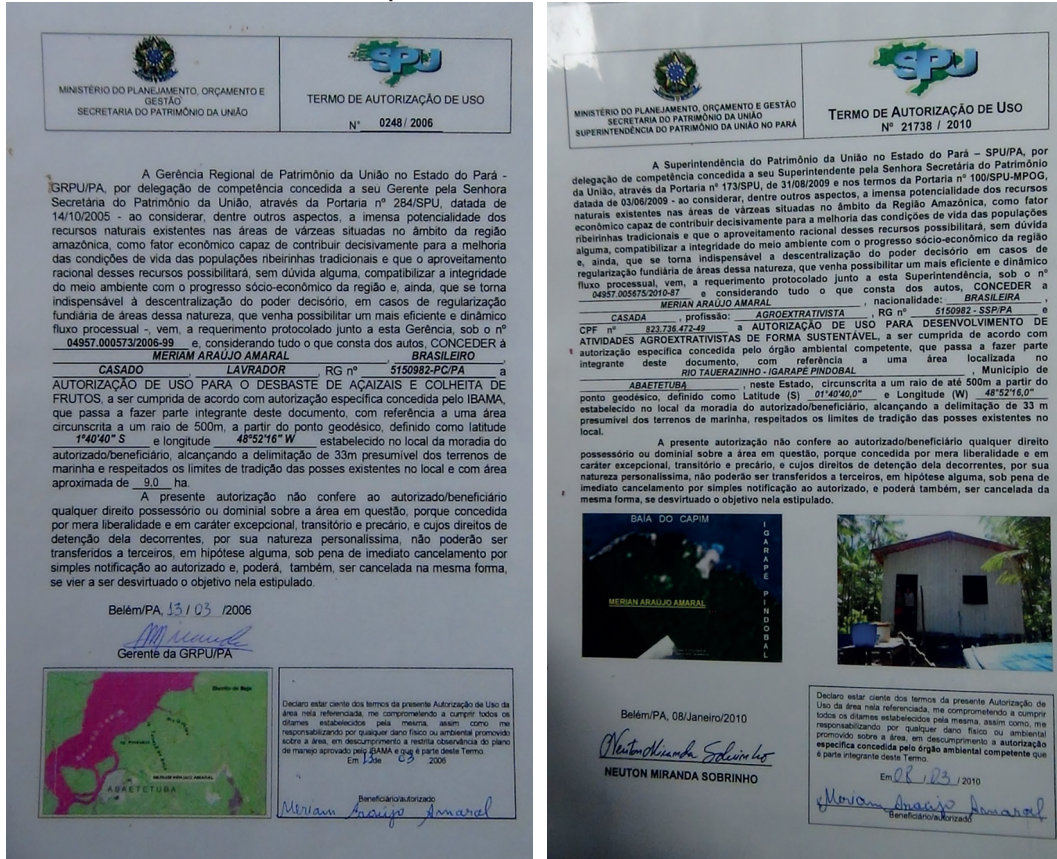 MINISTÉRIO DO PLANEJAMENTO, ORÇAMENTO E
GESTÃO
SECRETARIA DO PATRIMÔNIO DA UNIÃO
SPU
TERMO DE AUTORIZAÇÃO DE USO
N° 0248/ 2006
A Gerência Regional de Patrimônio da União no Estado do Pará -
GRPU/PA, por delegação de competência concedida a seu Gerente pela Senhora
Secretária do Patrimônio da União, através da Portaria n° 284/SPU, datada de
14/10/2005 - ao considerar, dentre outros aspectos, a imensa potencialidade dos
recursos naturais existentes nas áreas de várzeas situadas no âmbito da região
amazônica, como fator econômico capaz de contribuir decisivamente para a melhoria
das condições de vida das populações ribeirinhas tradicionais e que o aproveitamento
racional desses recursos possibilitará, sem dúvida alguma, compatibilizar a integridade
do meio ambiente com o progresso sócio-econômico da região e, ainda, que se torna
indispensável à descentralização do poder decisório, em casos de regularização
fundiária de áreas dessa natureza, que venha possibilitar um mais eficiente e dinâmico
fluxo processual -, vem, a requerimento protocolado junto a esta Gerência, sob o nº
04957.000573/2006-99 e, considerando tudo o que consta dos autos, CONCEDER à
MERIAM ARAÚJO AMARAL , BRASILEIRO
CASADO , LAVRADOR , RG nº 5150982-PC/PA a
AUTORIZAÇÃO DE USO PARA O DESBASTE DE AÇAIZAIS E COLHEITA DE
FRUTOS, a ser cumprida de acordo com autorização específica concedida pelo IBAMA,
que passa a fazer parte integrante deste documento, com referência a uma área
circunscrita a um raio de 500m, a partir do ponto geodésico, definido como latitude
1º40'40" S e longitude 48º52'16" W estabelecido no local da moradia do
autorizado/beneficiário, alcançando a delimitação de 33m presumível dos terrenos de
marinha e respeitados os limites de tradição das posses existentes no local e com área
aproximada de 9,0 ha.
A presente autorização não confere ao autorizado/beneficiário
qualquer direito possessório ou dominial sobre a área em questão, porque concedida
por mera liberalidade e em caráter excepcional, transitório e precário, e cujos direitos de
detenção dela decorrentes, por sua natureza personalíssima, não poderão ser
transferidos a terceiros, em hipótese alguma, sob pena de imediato cancelamento por
simples notificação ao autorizado e, poderá, também, ser cancelada na mesma forma,
se vier a ser desvirtuado o objetivo nela estipulado.
Belém/PA, 13 / 03 /2006
Gerente da GRPU/PA
MERIAM ARAÚJO AMARAL
ABAETETUBA
Declaro estar ciente dos termos da presente Autorização de Uso da
área nela referenciada, me comprometendo a cumprir todos os
ditames estabelecidos pela mesma, assim como me
responsabilizando por qualquer dano físico ou ambiental promovido
sobre a área, em descumprimento a restrita observância do plano
de manejo aprovado pelo IBAMA e que é parte deste Termo.
Em 13 de 03 2006
Beneficiário/autorizado
Meriam Araújo Amaral
MINISTÉRIO DO PLANEJAMENTO, ORÇAMENTO E GESTÃO
SECRETARIA DO PATRIMÔNIO DA UNIÃO
SUPERINTENDÊNCIA DO PATRIMÔNIO DA UNIÃO NO PARÁ
SPU
TERMO DE AUTORIZAÇÃO DE USO
Nº 21738 / 2010
A Superintendência do Patrimônio da União no Estado do Pará – SPU/PA, por
delegação de competência concedida a seu Superintendente pela Senhora Secretária do Patrimônio
da União, através da Portaria nº 173/SPU, de 31/08/2009 e nos termos da Portaria nº 100/SPU-MPOG,
datada de 03/06/2009 - ao considerar, dentre outros aspectos, a imensa potencialidade dos recursos
naturais existentes nas áreas de várzeas situadas no âmbito da Região Amazônica, como fator
econômico capaz de contribuir decisivamente para a melhoria das condições de vida das populações
ribeirinhas tradicionais e que o aproveitamento racional desses recursos possibilitará, sem dúvida
alguma, compatibilizar a integridade do meio ambiente com o progresso sócio-econômico da região
e, ainda, que se torna indispensável a descentralização do poder decisório em casos de
regularização fundiária de áreas dessa natureza, que venha possibilitar um mais eficiente e dinâmico
fluxo processual, vem, a requerimento protocolado junto a esta Superintendência, sob o nº
04957.005675/2010-87 e considerando tudo o que consta dos autos, CONCEDER a
MERIAN ARAÚJO AMARAL , nacionalidade: BRASILEIRA ,
CASADA , profissão: AGROEXTRATIVISTA , RG nº 5150982 - SSP/PA e
CPF nº 823.736.472-49 a AUTORIZAÇÃO DE USO PARA DESENVOLVIMENTO DE
ATIVIDADES AGROEXTRATIVISTAS DE FORMA SUSTENTÁVEL, a ser cumprida de acordo com
autorização específica concedida pelo órgão ambiental competente, que passa a fazer parte
integrante deste documento, com referência a uma área localizada no
RIO TAUERAZINHO - IGARAPÉ PINDOBAL , Município de
ABAETETUBA , neste Estado, circunscrita a um raio de até 500m a partir do
ponto geodésico, definido como Latitude (S) 01°40'40,0" e Longitude (W) 48°52'16,0"
estabelecido no local da moradia do autorizado/beneficiário, alcançando a delimitação de 33 m
presumível dos terrenos de marinha, respeitados os limites de tradição das posses existentes no
local.
A presente autorização não confere ao autorizado/beneficiário qualquer direito
possessório ou dominial sobre a área em questão, porque concedida por mera liberalidade e em
caráter excepcional, transitório e precário, e cujos direitos de detenção dela decorrentes, por sua
natureza personalíssima, não poderão ser transferidos a terceiros, em hipótese alguma, sob pena de
imediato cancelamento por simples notificação ao autorizado, e poderá também, ser cancelada da
mesma forma, se desvirtuado o objetivo nela estipulado.
BAÍA DO CAPIM
IGARAPÉ PINDOBAL
MERIAN ARAÚJO AMARAL
Belém/PA, 08/Janeiro/2010
Neuton Miranda Sobrinho
NEUTON MIRANDA SOBRINHO
Declaro estar ciente dos termos da presente Autorização de
Uso da área nela referenciada, me comprometendo a cumprir
todos os ditames estabelecidos pela mesma, assim como, me
responsabilizando por qualquer dano físico ou ambiental
promovido sobre a área, em descumprimento a autorização
específica concedida pelo órgão ambiental competente que
é parte integrante deste Termo.
Em 08 / 03 / 2010
Meriam Araújo Amaral
Beneficiário/autorizado